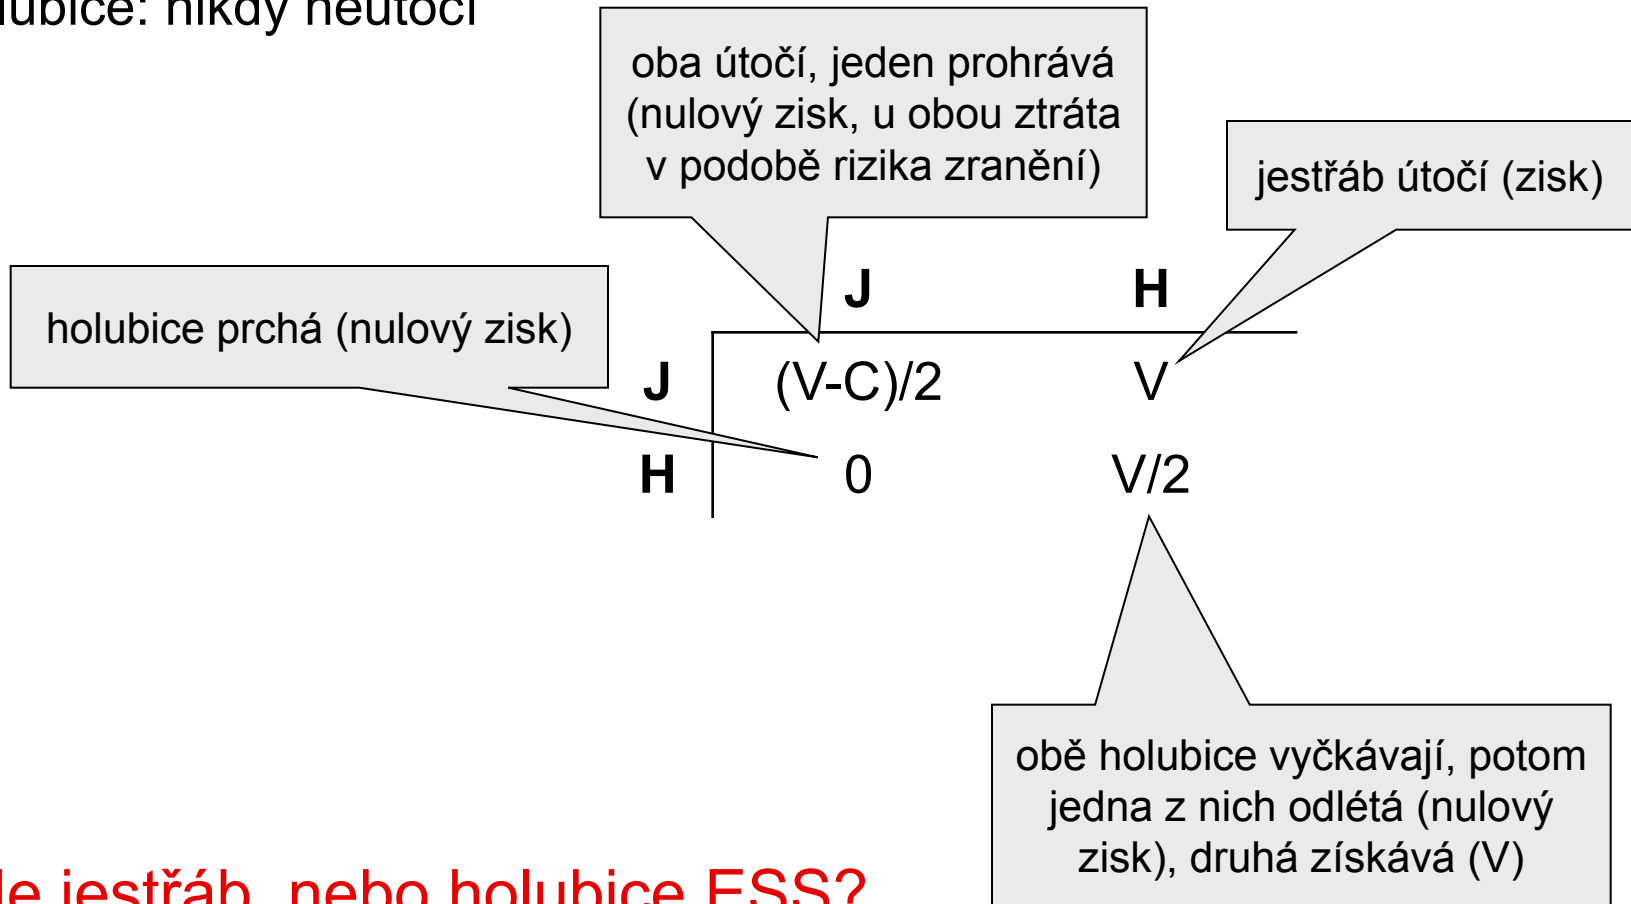 lubice: nikdy neútočí
oba útočí, jeden prohrává
(nulový zisk, u obou ztráta
v podobě rizika zranění)
jestřáb útočí (zisk)
holubice prchá (nulový zisk)
J H
J (V-C)/2 V
H 0 V/2
obě holubice vyčkávají, potom
jedna z nich odlétá (nulový
zisk), druhá získává (V)
Je jestřáb, nebo holubice ESS?